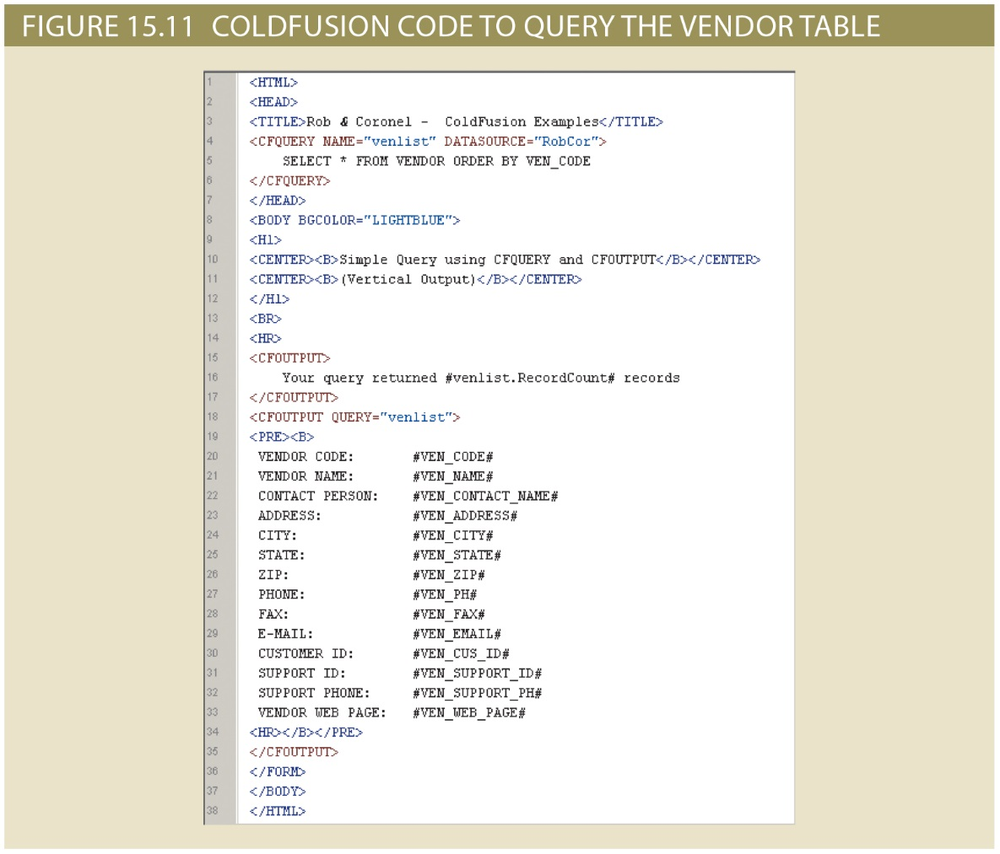 FIGURE 15.11 COLDFUSION CODE TO QUERY THE VENDOR TABLE
1 <HTML>
2 <HEAD>
3 <TITLE>Rob & Coronel - ColdFusion Examples</TITLE>
4 <CFQUERY NAME="venlist" DATASOURCE="RobCor">
5 SELECT * FROM VENDOR ORDER BY VEN_CODE
6 </CFQUERY>
7 </HEAD>
8 <BODY BGCOLOR="LIGHTBLUE">
9 <H1>
10 <CENTER><B>Simple Query using CFQUERY and CFOUTPUT</B></CENTER>
11 <CENTER><B>(Vertical Output)</B></CENTER>
12 </H1>
13 <BR>
14 <HR>
15 <CFOUTPUT>
16 Your query returned #venlist.RecordCount# records
17 </CFOUTPUT>
18 <CFOUTPUT QUERY="venlist">
19 <PRE><B>
20 VENDOR CODE: #VEN_CODE#
21 VENDOR NAME: #VEN_NAME#
22 CONTACT PERSON: #VEN_CONTACT_NAME#
23 ADDRESS: #VEN_ADDRESS#
24 CITY: #VEN_CITY#
25 STATE: #VEN_STATE#
26 ZIP: #VEN_ZIP#
27 PHONE: #VEN_PH#
28 FAX: #VEN_FAX#
29 E-MAIL: #VEN_EMAIL#
30 CUSTOMER ID: #VEN_CUS_ID#
31 SUPPORT ID: #VEN_SUPPORT_ID#
32 SUPPORT PHONE: #VEN_SUPPORT_PH#
33 VENDOR WEB PAGE: #VEN_WEB_PAGE#
34 <HR></B></PRE>
35 </CFOUTPUT>
36 </FORM>
37 </BODY>
38 </HTML>